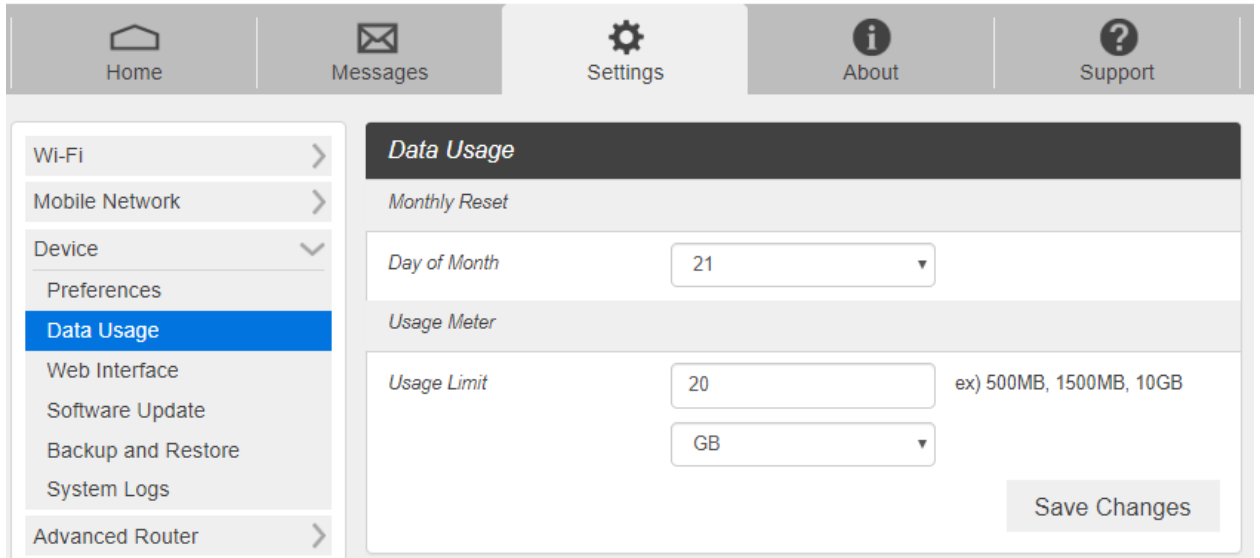 Home
Messages
Settings
About
Support
Wi-Fi
Mobile Network
Device
Preferences
Data Usage
Web Interface
Software Update
Backup and Restore
System Logs
Advanced Router
Data Usage
Monthly Reset
Day of Month 21
Usage Meter
Usage Limit 20 ex) 500MB, 1500MB, 10GB
GB
Save Changes